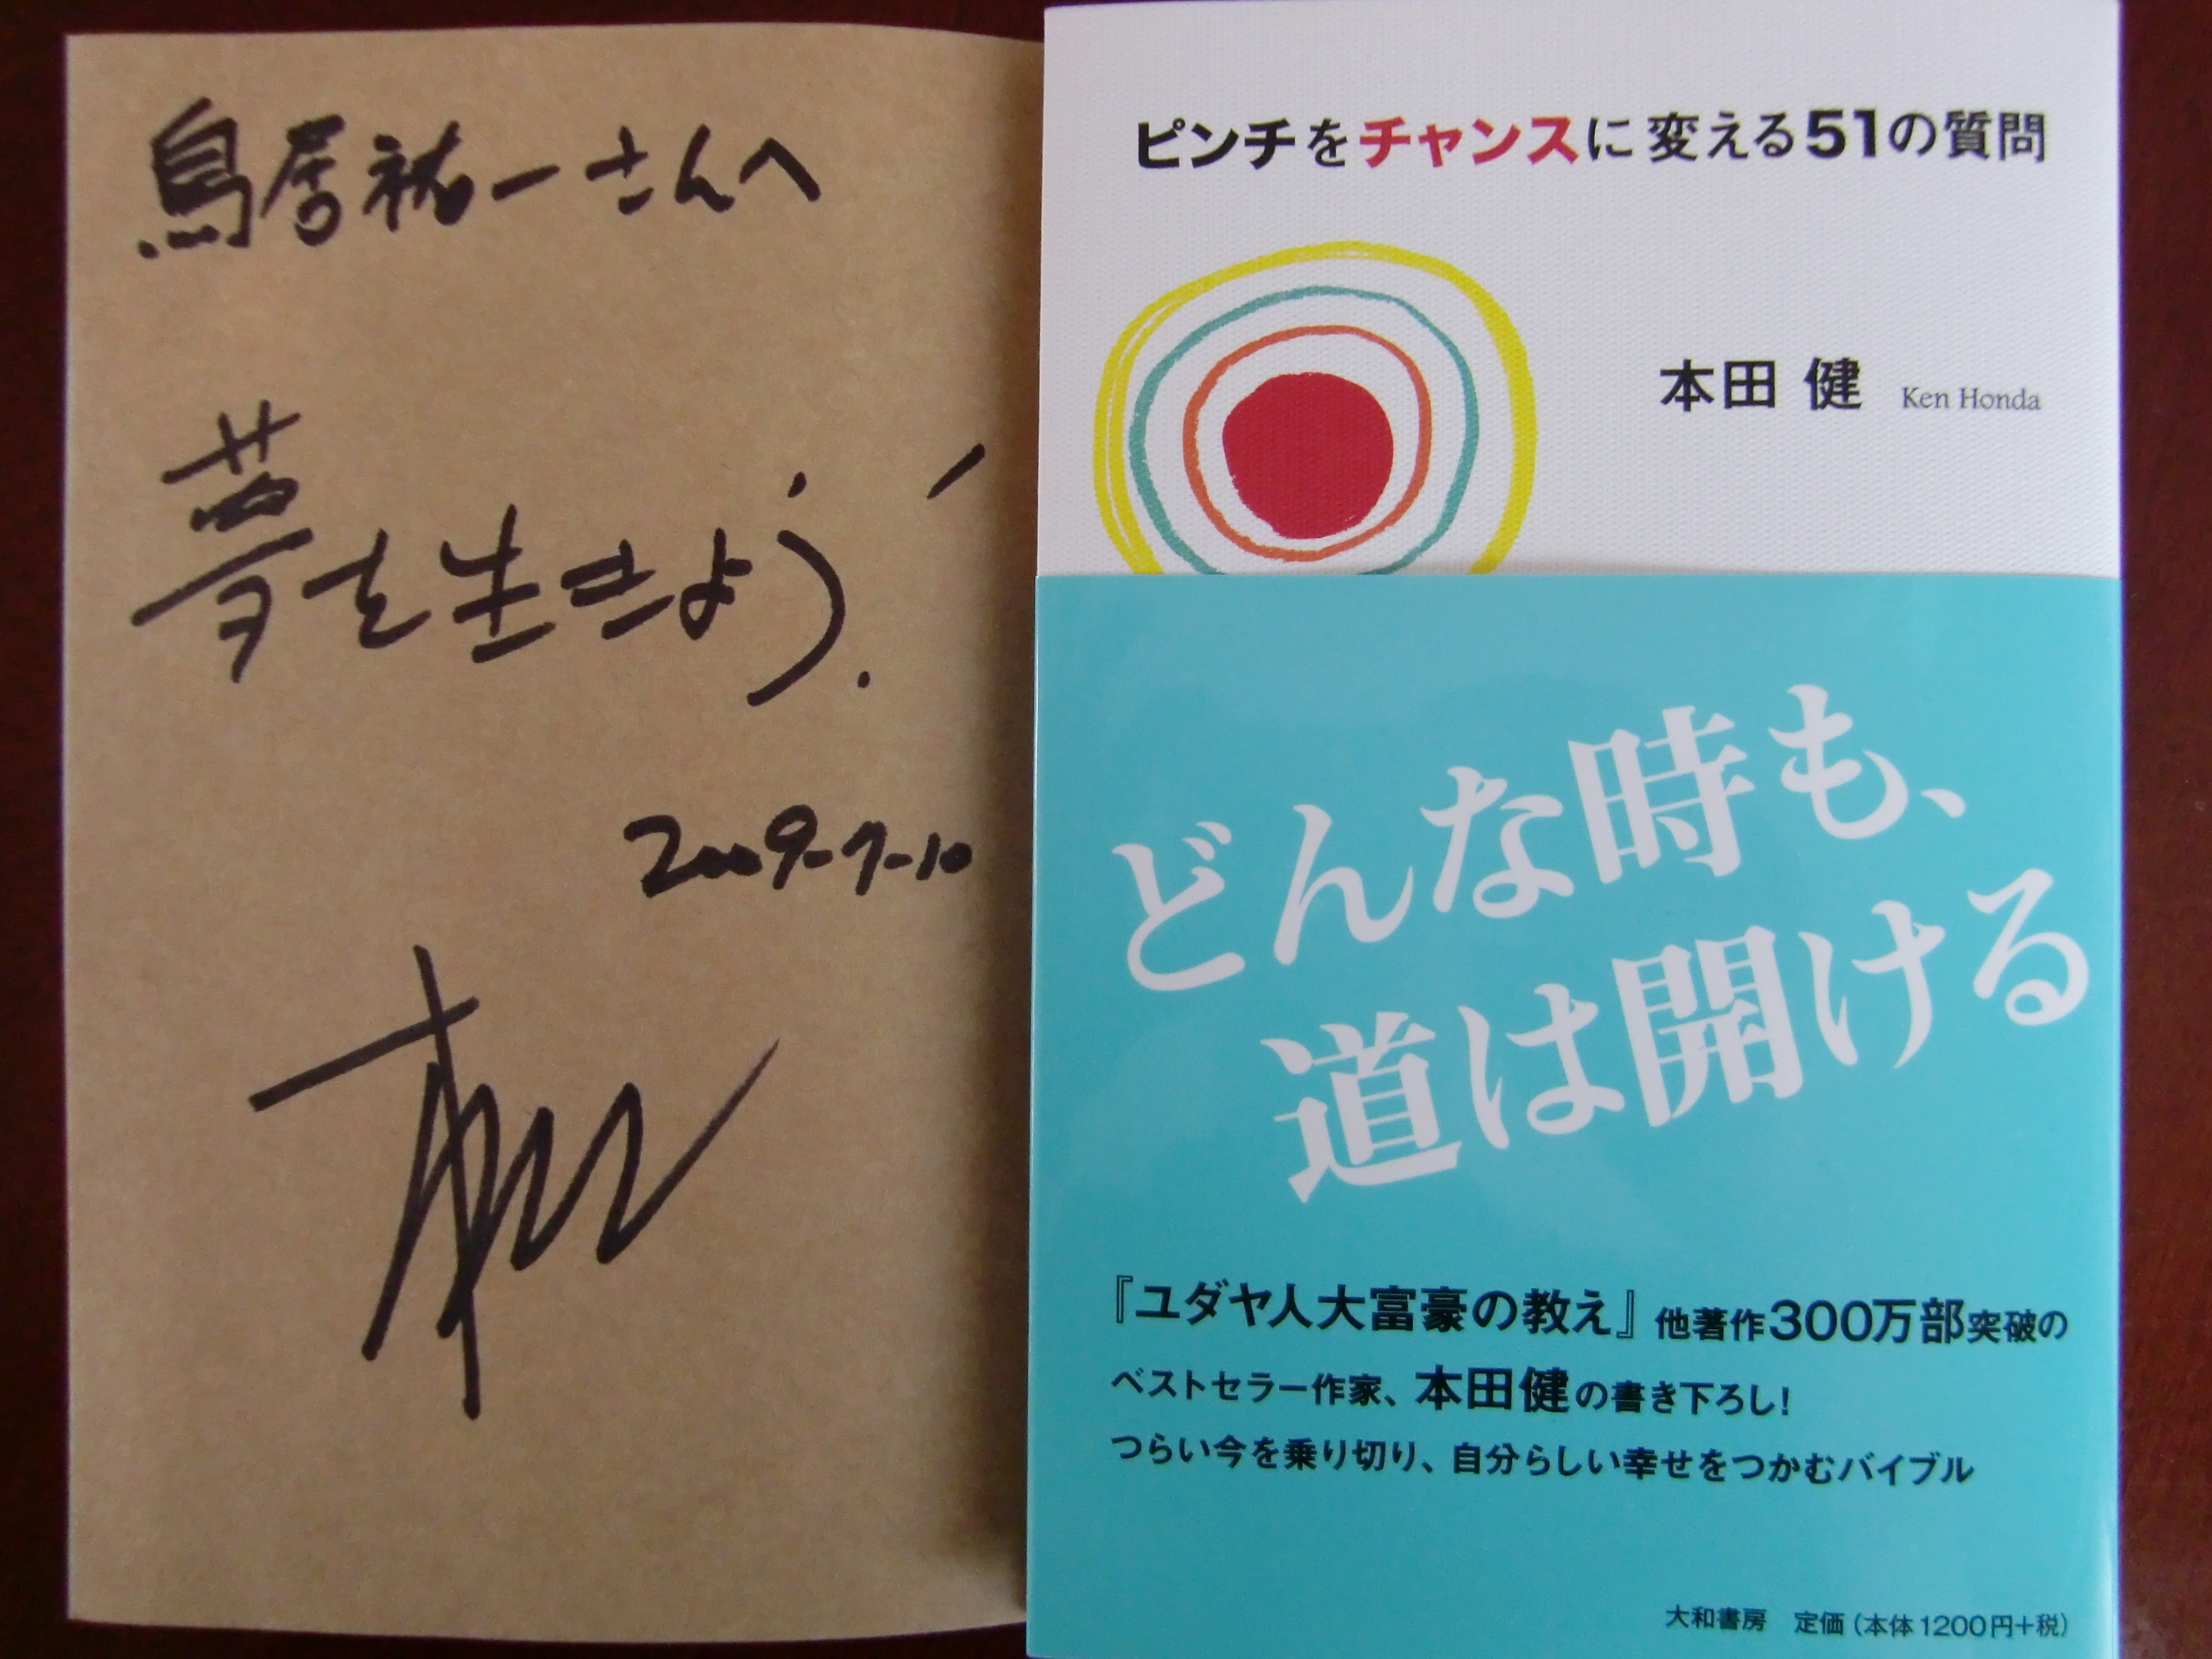 鳥居祐一さんへ
夢を生きよう!
2009-7-10
ピンチをチャンスに変える51の質問
本田 健 Ken Honda
どんな時も、
道は開ける
『ユダヤ人大富豪の教え』他著作300万部突破の
ベストセラー作家、本田健の書き下ろし!
つらい今を乗り切り、自分らしい幸せをつかむバイブル
大和書房 定価(本体1200円+税)